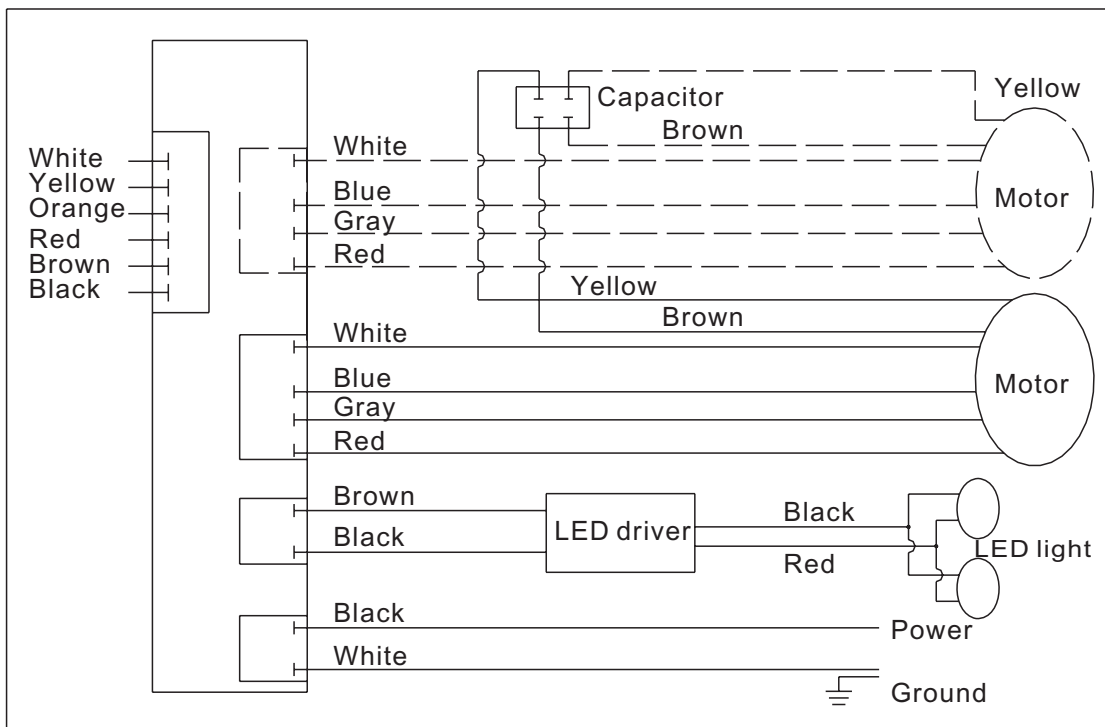 White
Yellow
Orange
Red
Brown
Black
Capacitor
Yellow
Brown
White
Blue
Gray
Red
Motor
Yellow
Brown
White
Blue
Gray
Red
Motor
Brown
Black
LED driver
Black
Red
LED light
Black
White
Power
Ground